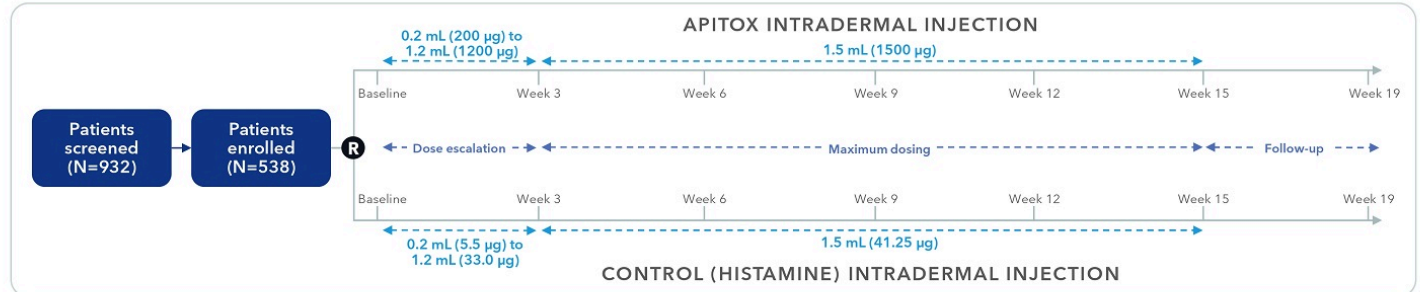 APITOX INTRADERMAL INJECTION
0.2 mL (200 µg) to
1.2 mL (1200 µg)
1.5 mL (1500 µg)
Baseline
Week 3
Week 6
Week 9
Week 12
Week 15
Week 19
Patients
screened
(N=932)
Patients
enrolled
(N=538)
R
Dose escalation
Maximum dosing
Follow-up
Baseline
Week 3
Week 6
Week 9
Week 12
Week 15
Week 19
0.2 mL (5.5 µg) to
1.2 mL (33.0 µg)
1.5 mL (41.25 µg)
CONTROL (HISTAMINE) INTRADERMAL INJECTION